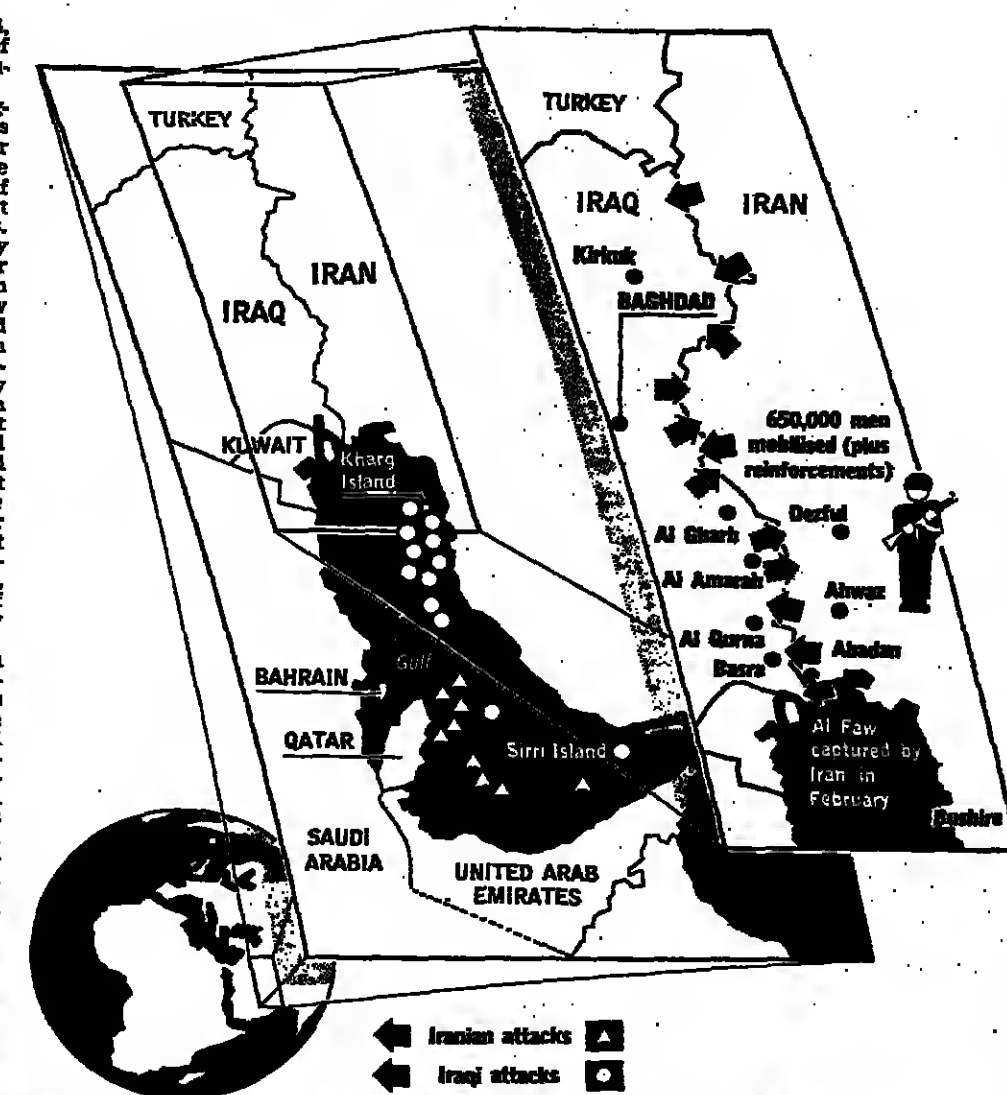 TURKEY
IRAN
IRAQ
KUWAIT
Kharg
Island
Gulf
BAHRAIN
QATAR
Sirri Island
SAUDI
ARABIA
UNITED ARAB
EMIRATES
TURKEY
IRAQ
IRAN
Kirkuk
BAGHDAD
650,000 men
mobilised (plus
reinforcements)
Al Gharb
Dezful
Al Amarah
Ahwaz
Al Qurna
Basra
Abadan
Al Faw
captured by
Iran in
February
Bushire
Iranian attacks
Iraqi attacks